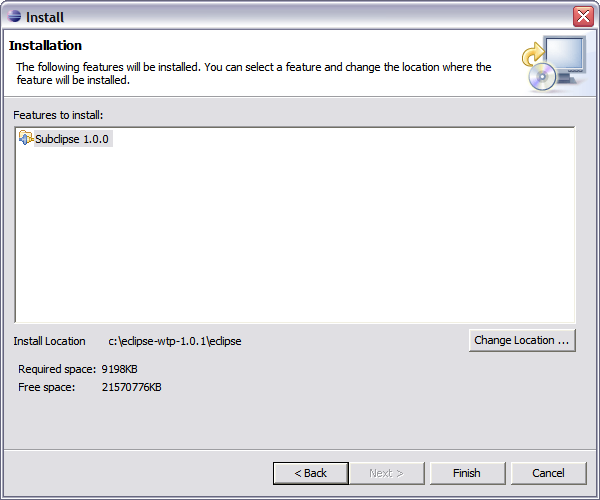 Install
Installation
The following features will be installed. You can select a feature and change the location where the
feature will be installed.
Features to install:
Subclipse 1.0.0
Install Location c:\eclipse-wtp-1.0.1\eclipse
Change Location ...
Required space: 9198KB
Free space: 21570776KB
< Back Next > Finish Cancel